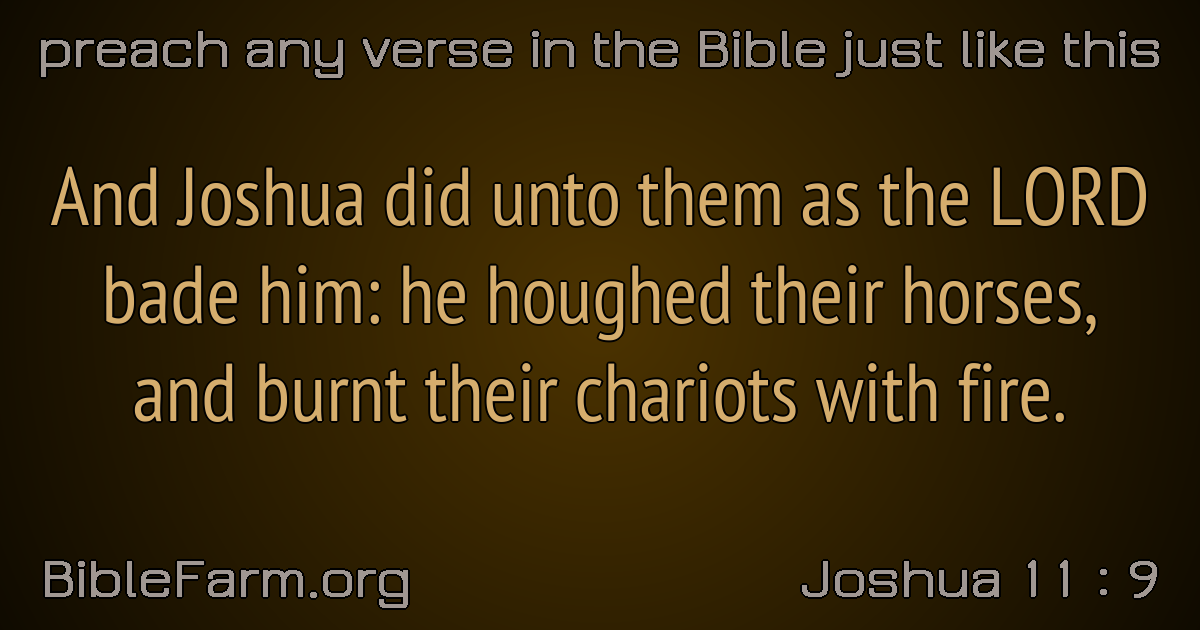 preach any verse in the Bible just like this
And Joshua did unto them as the LORD
bade him: he houghed their horses,
and burnt their chariots with fire.
BibleFarm.org
Joshua 11 : 9